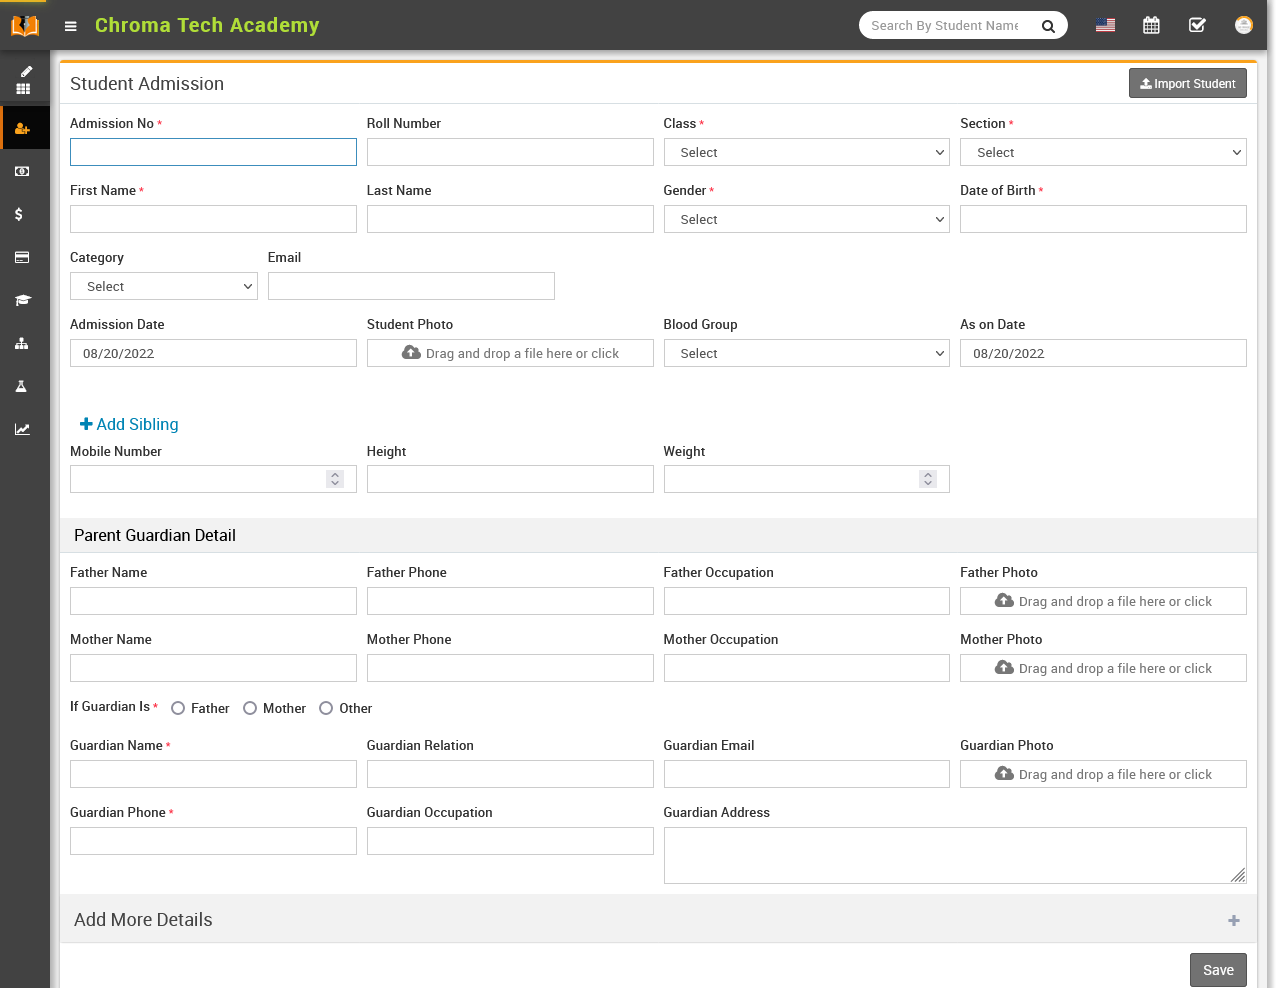 Chroma Tech Academy
Search By Student Name
Student Admission
Import Student
Admission No * Roll Number Class * Section *
Select Select
First Name * Last Name Gender * Date of Birth *
Select
Category Email
Select
Admission Date Student Photo Blood Group As on Date
08/20/2022 Drag and drop a file here or click Select 08/20/2022
Add Sibling
Mobile Number Height Weight
Parent Guardian Detail
Father Name Father Phone Father Occupation Father Photo
Drag and drop a file here or click
Mother Name Mother Phone Mother Occupation Mother Photo
Drag and drop a file here or click
If Guardian Is * Father Mother Other
Guardian Name * Guardian Relation Guardian Email Guardian Photo
Drag and drop a file here or click
Guardian Phone * Guardian Occupation Guardian Address
Add More Details
Save